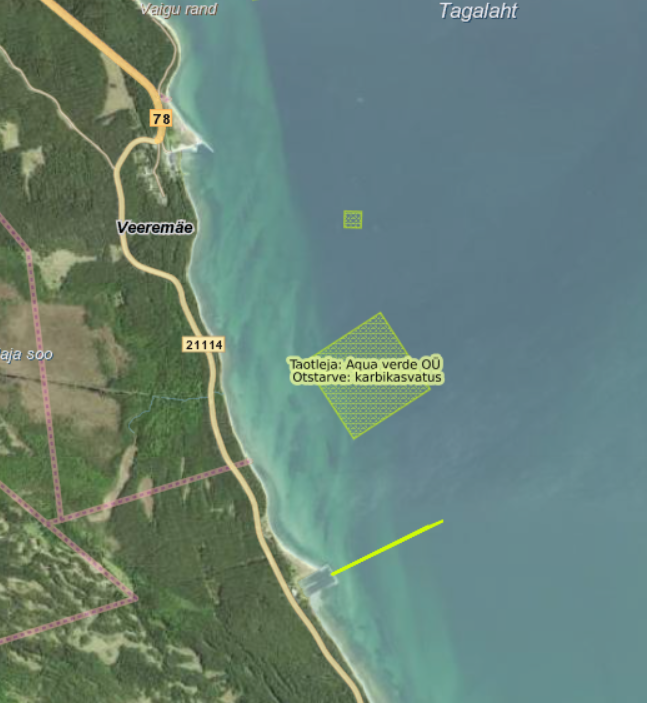 Vaigu rand
Tagalaht
78
Veeremäe
21114
aja soo
Taotleja: Aqua verde OÜ
Otstarve: karbikasvatus